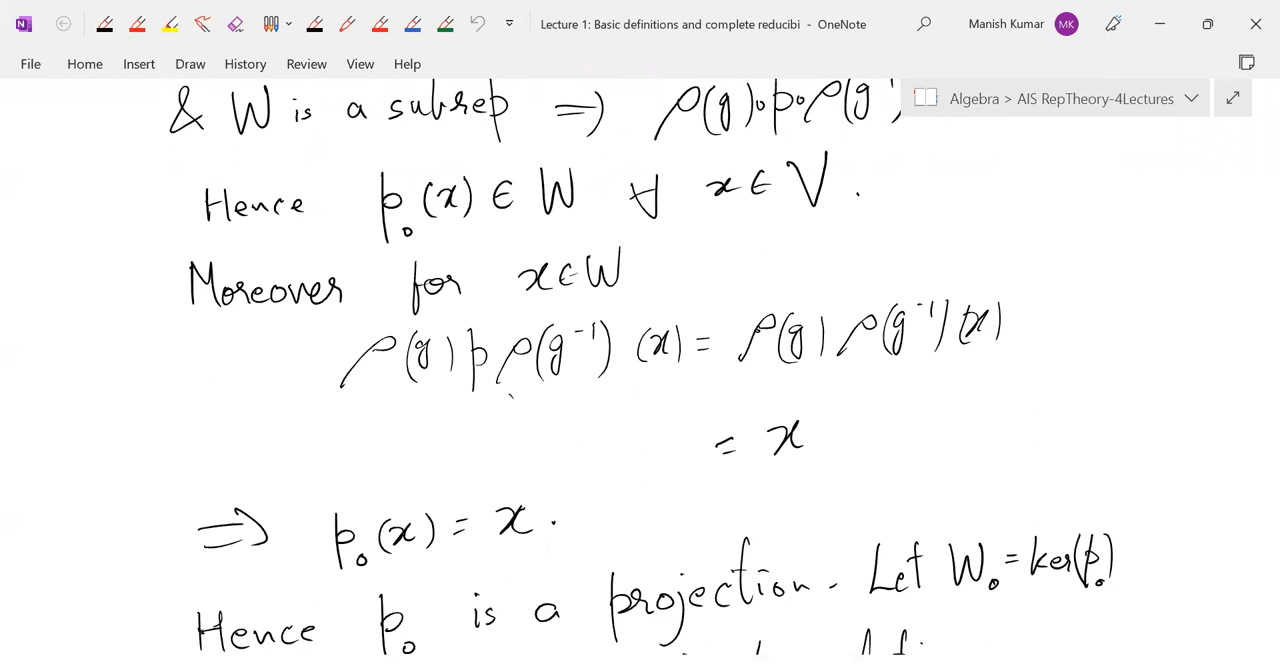 Lecture 1: Basic definitions and complete reducibi - OneNote
Manish Kumar MK
File Home Insert Draw History Review View Help
Algebra > AIS RepTheory-4Lectures
& W is a subrep => ρ(g)∘p∘ρ(g⁻
Hence p₀(x) ∈ W ∀ x ∈ V.
Moreover for x ∈ W
ρ(g) p ρ(g⁻¹) (x) = ρ(g) ρ(g⁻¹)(x)
= x
=> p₀(x) = x.
Hence p₀ is a projection. Let W₀ = ker(p₀)